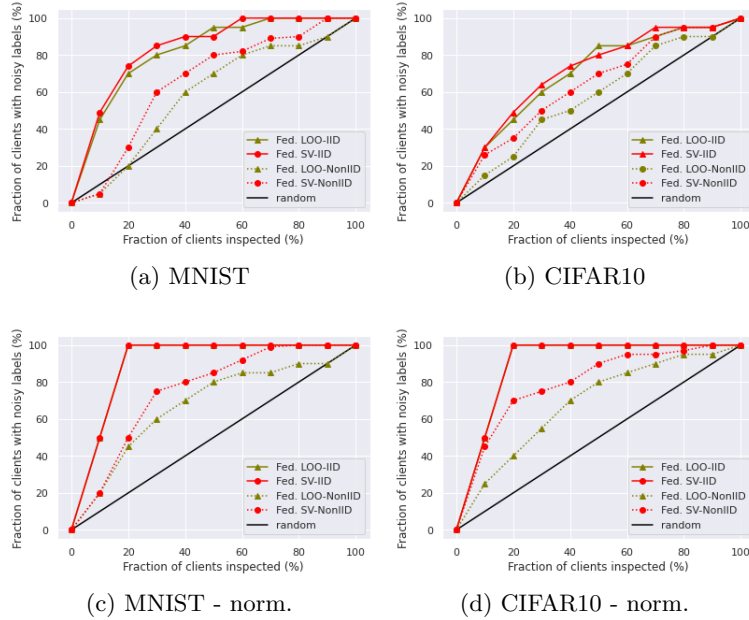 Fraction of clients with noisy labels (%)
100
80
60
40
20
0
Fed. LOO-IID
Fed. SV-IID
Fed. LOO-NonIID
Fed. SV-NonIID
random
0 20 40 60 80 100
Fraction of clients inspected (%)
(a) MNIST
Fraction of clients with noisy labels (%)
100
80
60
40
20
0
Fed. LOO-IID
Fed. SV-IID
Fed. LOO-NonIID
Fed. SV-NonIID
random
0 20 40 60 80 100
Fraction of clients inspected (%)
(b) CIFAR10
Fraction of clients with noisy labels (%)
100
80
60
40
20
0
Fed. LOO-IID
Fed. SV-IID
Fed. LOO-NonIID
Fed. SV-NonIID
random
0 20 40 60 80 100
Fraction of clients inspected (%)
(c) MNIST - norm.
Fraction of clients with noisy labels (%)
100
80
60
40
20
0
Fed. LOO-IID
Fed. SV-IID
Fed. LOO-NonIID
Fed. SV-NonIID
random
0 20 40 60 80 100
Fraction of clients inspected (%)
(d) CIFAR10 - norm.